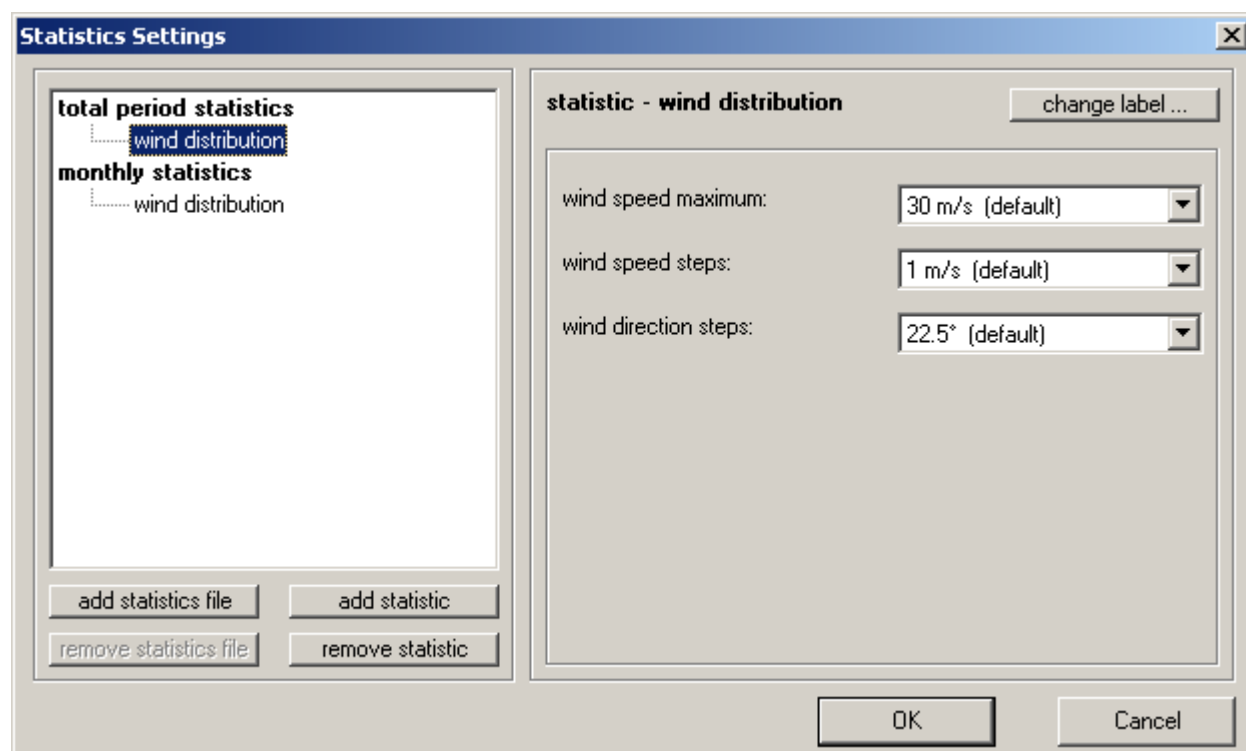 Statistics Settings
total period statistics
wind distribution
monthly statistics
wind distribution
add statistics file
add statistic
remove statistics file
remove statistic
statistic - wind distribution
change label ...
wind speed maximum:
30 m/s (default)
wind speed steps:
1 m/s (default)
wind direction steps:
22.5° (default)
OK
Cancel